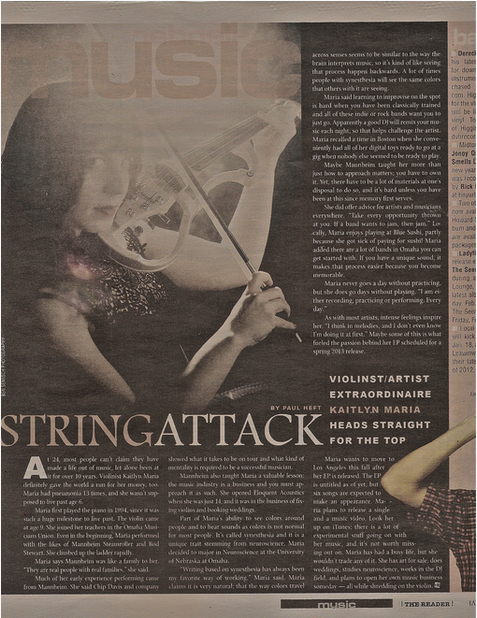 music
STRINGATTACK
BY PAUL HEFT
VIOLINIST/ARTIST
EXTRAORDINAIRE
KAITLYN MARIA
HEADS STRAIGHT
FOR THE TOP
At 24, most people can't claim they have
made a life out of music, let alone been at
it for over 10 years. Violinist Kaitlyn Maria
definitely gave the world a run for her money, too.
Maria had pneumonia 13 times, and she wasn't sup-
posed to live past age 6.
Maria first played the piano in 1994, since it was
such a huge milestone to live past. The violin came
at age 9. She joined her teachers in the Omaha Musi-
cians Union. Even in the beginning, Maria performed
with the likes of Mannheim Steamroller and Rod
Stewart. She climbed up the ladder rapidly.
Maria says Mannheim was like a family to her.
"They are real people with real families," she said.
Much of her early experience performing came
from Mannheim. She said Chip Davis and company
showed what it takes to be on tour and what kind of
mentality is required to be a successful musician.
Mannheim also taught Maria a valuable lesson:
the music industry is a business and you must ap-
proach it as such. She opened Eloquent Acoustics
when she was just 14, and it was in the business of fix-
ing violins and booking weddings.
Part of Maria's ability to see colors around
people and to hear sounds as colors is not normal
for most people. It's called synesthesia and it is a
unique trait stemming from neuroscience. Maria
decided to major in Neuroscience at the University
of Nebraska at Omaha.
"Writing based on synesthesia has always been
my favorite way of working," Maria said. Maria
claims it is very natural; that the way colors travel
across senses seems to be similar to the way the
brain interprets music, so it's kind of like seeing
that process happen backwards. A lot of times
people with synesthesia will see the same colors
that others with it are seeing.
Maria said learning to improvise on the spot
is hard when you have been classically trained
and all of these indie or rock bands want you to
just go. Apparently a good DJ will remix your mu-
sic each night, so that helps challenge the artist.
Maria recalled a time in Boston when she conve-
niently had all of her digital toys ready to go at a
gig when nobody else seemed to be ready to play.
Maybe Mannheim taught her more than
just how to approach matters; you have to own
it. Yet, there have to be a lot of materials at one's
disposal to do so, and it's hard unless you have
been at this since memory first serves.
She did offer advice for artists and musicians
everywhere. "Take every opportunity thrown
at you. If a band wants to jam, then jam." Lo-
cally, Maria enjoys playing at Blue Sushi, partly
because she got sick of paying for sushi! Maria
added there are a lot of bands in Omaha you can
get started with. If you have a unique sound, it
makes that process easier because you become
memorable.
Maria never goes a day without practicing,
but she does go days without playing. "I am ei-
ther recording, practicing or performing. Every
day."
As with most artists, intense feelings inspire
her. "I think in melodies, and I don't even know
I'm doing it at first." Maybe some of this is what
fueled the passion behind her EP scheduled for a
spring 2013 release.
Maria wants to move to
Los Angeles this fall after
her EP is released. The EP
is untitled as of yet, but
six songs are expected to
make an appearance. Ma-
ria plans to release a single
and a music video. Look her
up on iTunes; there is a lot of
experimental stuff going on with
her music, and it's not worth miss-
ing out on. Maria has had a busy life, but she
wouldn't trade any of it. She has art for sale, does
weddings, studies neuroscience, works in the DJ
field, and plans to open her own music business
someday — all while shredding on the violin.
music
| THE READER |